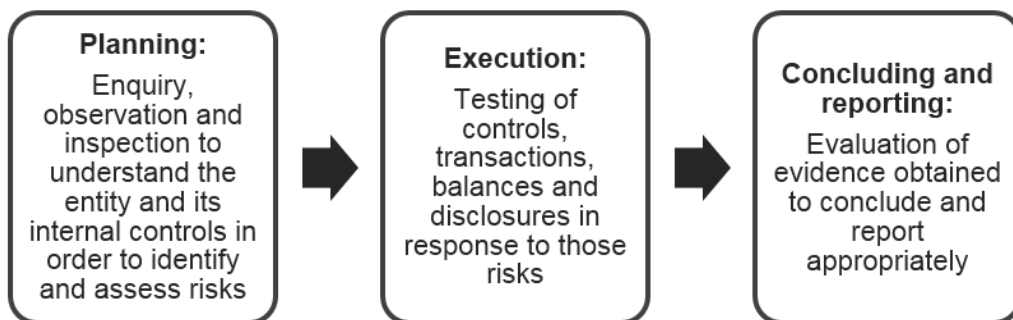 Planning:
Enquiry,
observation and
inspection to
understand the
entity and its
internal controls in
order to identify
and assess risks
Execution:
Testing of
controls,
transactions,
balances and
disclosures in
response to those
risks
Concluding and
reporting:
Evaluation of
evidence obtained
to conclude and
report
appropriately